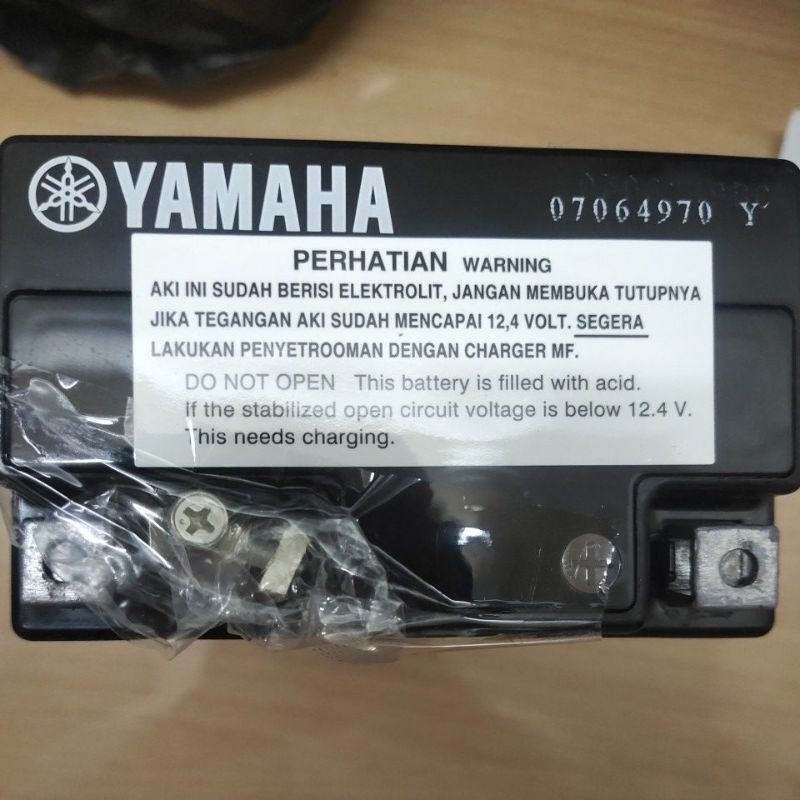 YAMAHA
07064970 Y
PERHATIAN WARNING
AKI INI SUDAH BERISI ELEKTROLIT, JANGAN MEMBUKA TUTUPNYA
JIKA TEGANGAN AKI SUDAH MENCAPAI 12,4 VOLT. SEGERA
LAKUKAN PENYETROOMAN DENGAN CHARGER MF.
DO NOT OPEN This battery is filled with acid.
If the stabilized open circuit voltage is below 12.4 V.
This needs charging.